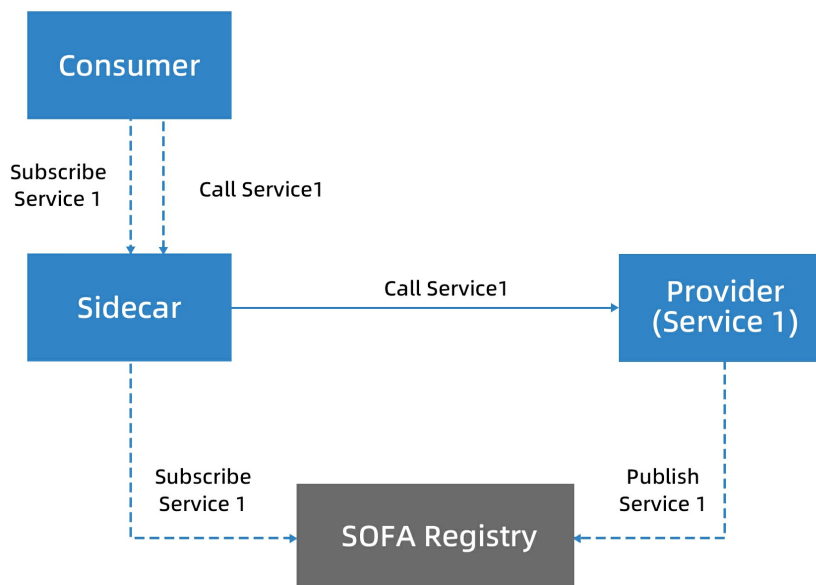 Consumer
Subscribe
Service 1
Call Service1
Sidecar
Call Service1
Provider
(Service 1)
Subscribe
Service 1
Publish
Service 1
SOFA Registry